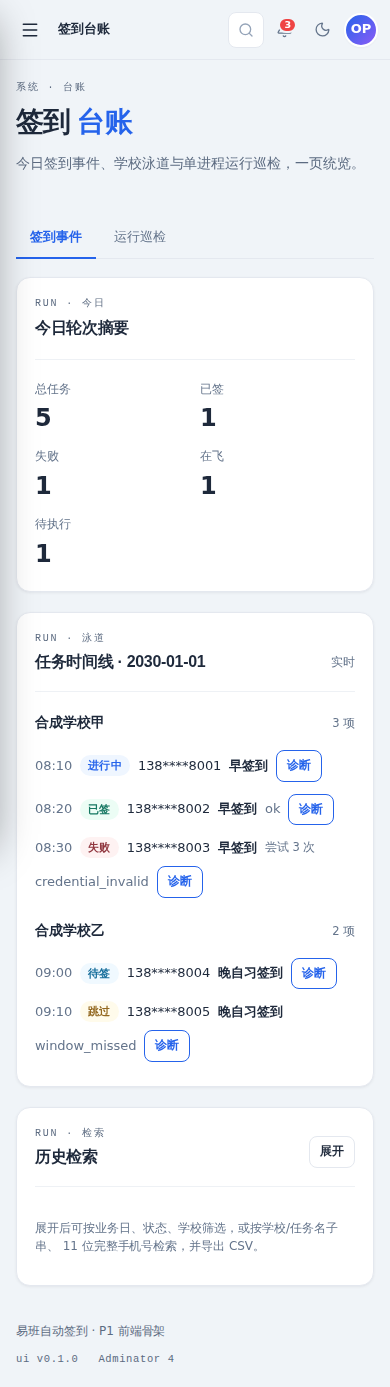 签到台账
3
OP
系统 · 台账
签到 台账
今日签到事件、学校泳道与单进程运行巡检，一页统览。
签到事件 运行巡检
RUN · 今日
今日轮次摘要
总任务 已签
5 1
失败 在飞
1 1
待执行
1
RUN · 泳道
任务时间线 · 2030-01-01 实时
合成学校甲 3 项
08:10 进行中 138****8001 早签到 诊断
08:20 已签 138****8002 早签到 ok 诊断
08:30 失败 138****8003 早签到 尝试 3 次
credential_invalid 诊断
合成学校乙 2 项
09:00 待签 138****8004 晚自习签到 诊断
09:10 跳过 138****8005 晚自习签到
window_missed 诊断
RUN · 检索
历史检索 展开
展开后可按业务日、状态、学校筛选，或按学校/任务名子
串、 11 位完整手机号检索，并导出 CSV。
易班自动签到 · P1 前端骨架
ui v0.1.0 Adminator 4